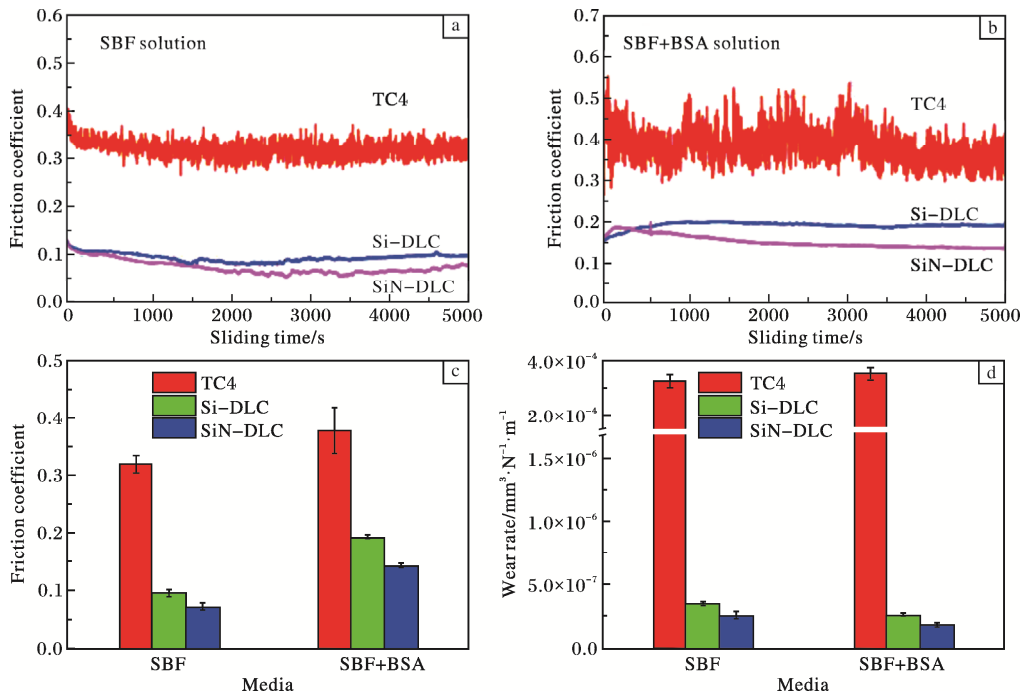 a
SBF solution
TC4
Si-DLC
SiN-DLC
0.6
0.5
0.4
0.3
0.2
0.1
0.0
Friction coefficient
0 1000 2000 3000 4000 5000
Sliding time/s
b
SBF+BSA solution
TC4
Si-DLC
SiN-DLC
0.7
0.6
0.5
0.4
0.3
0.2
0.1
0.0
Friction coefficient
0 1000 2000 3000 4000 5000
Sliding time/s
c
TC4
Si-DLC
SiN-DLC
0.5
0.4
0.3
0.2
0.1
0.0
Friction coefficient
SBF SBF+BSA
Media
d
TC4
Si-DLC
SiN-DLC
4.0×10⁻⁴
2.0×10⁻⁴
1.5×10⁻⁶
1.0×10⁻⁶
5.0×10⁻⁷
0.0
Wear rate/mm³·N⁻¹·m⁻¹
SBF SBF+BSA
Media